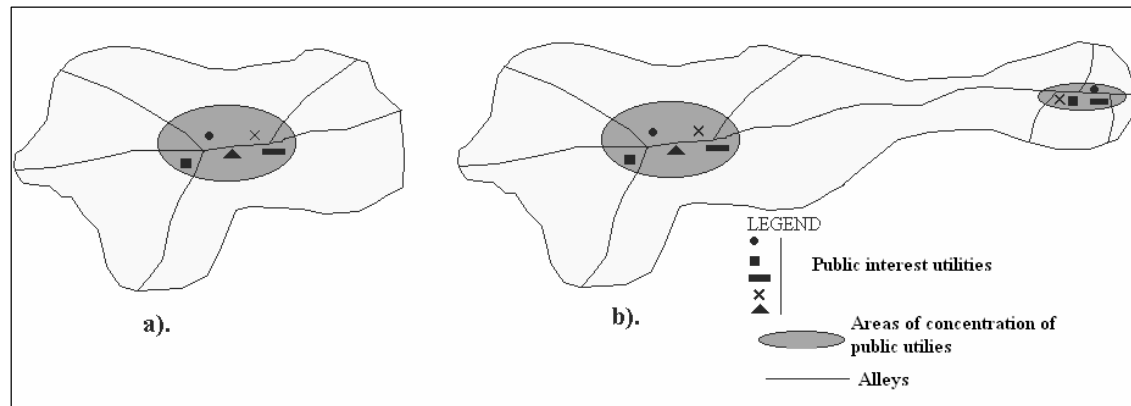 LEGEND
Public interest utilities
a).
b).
Areas of concentration of
public utilies
Alleys